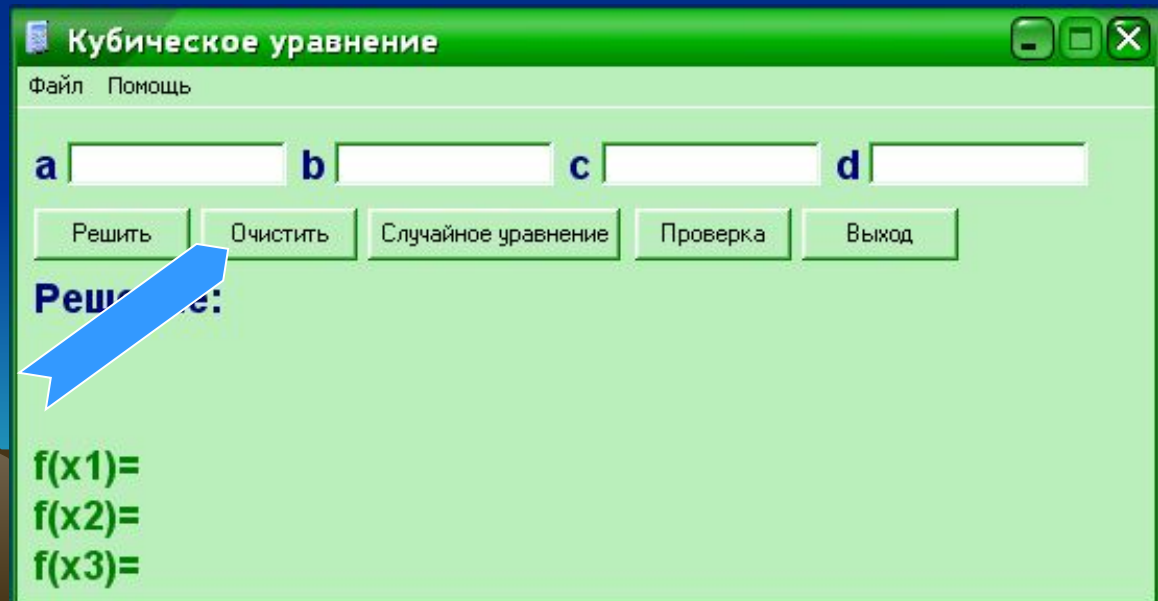 Кубическое уравнение
Файл Помощь
a b c d
Решить Очистить Случайное уравнение Проверка Выход
f(x1)=
f(x2)=
f(x3)=